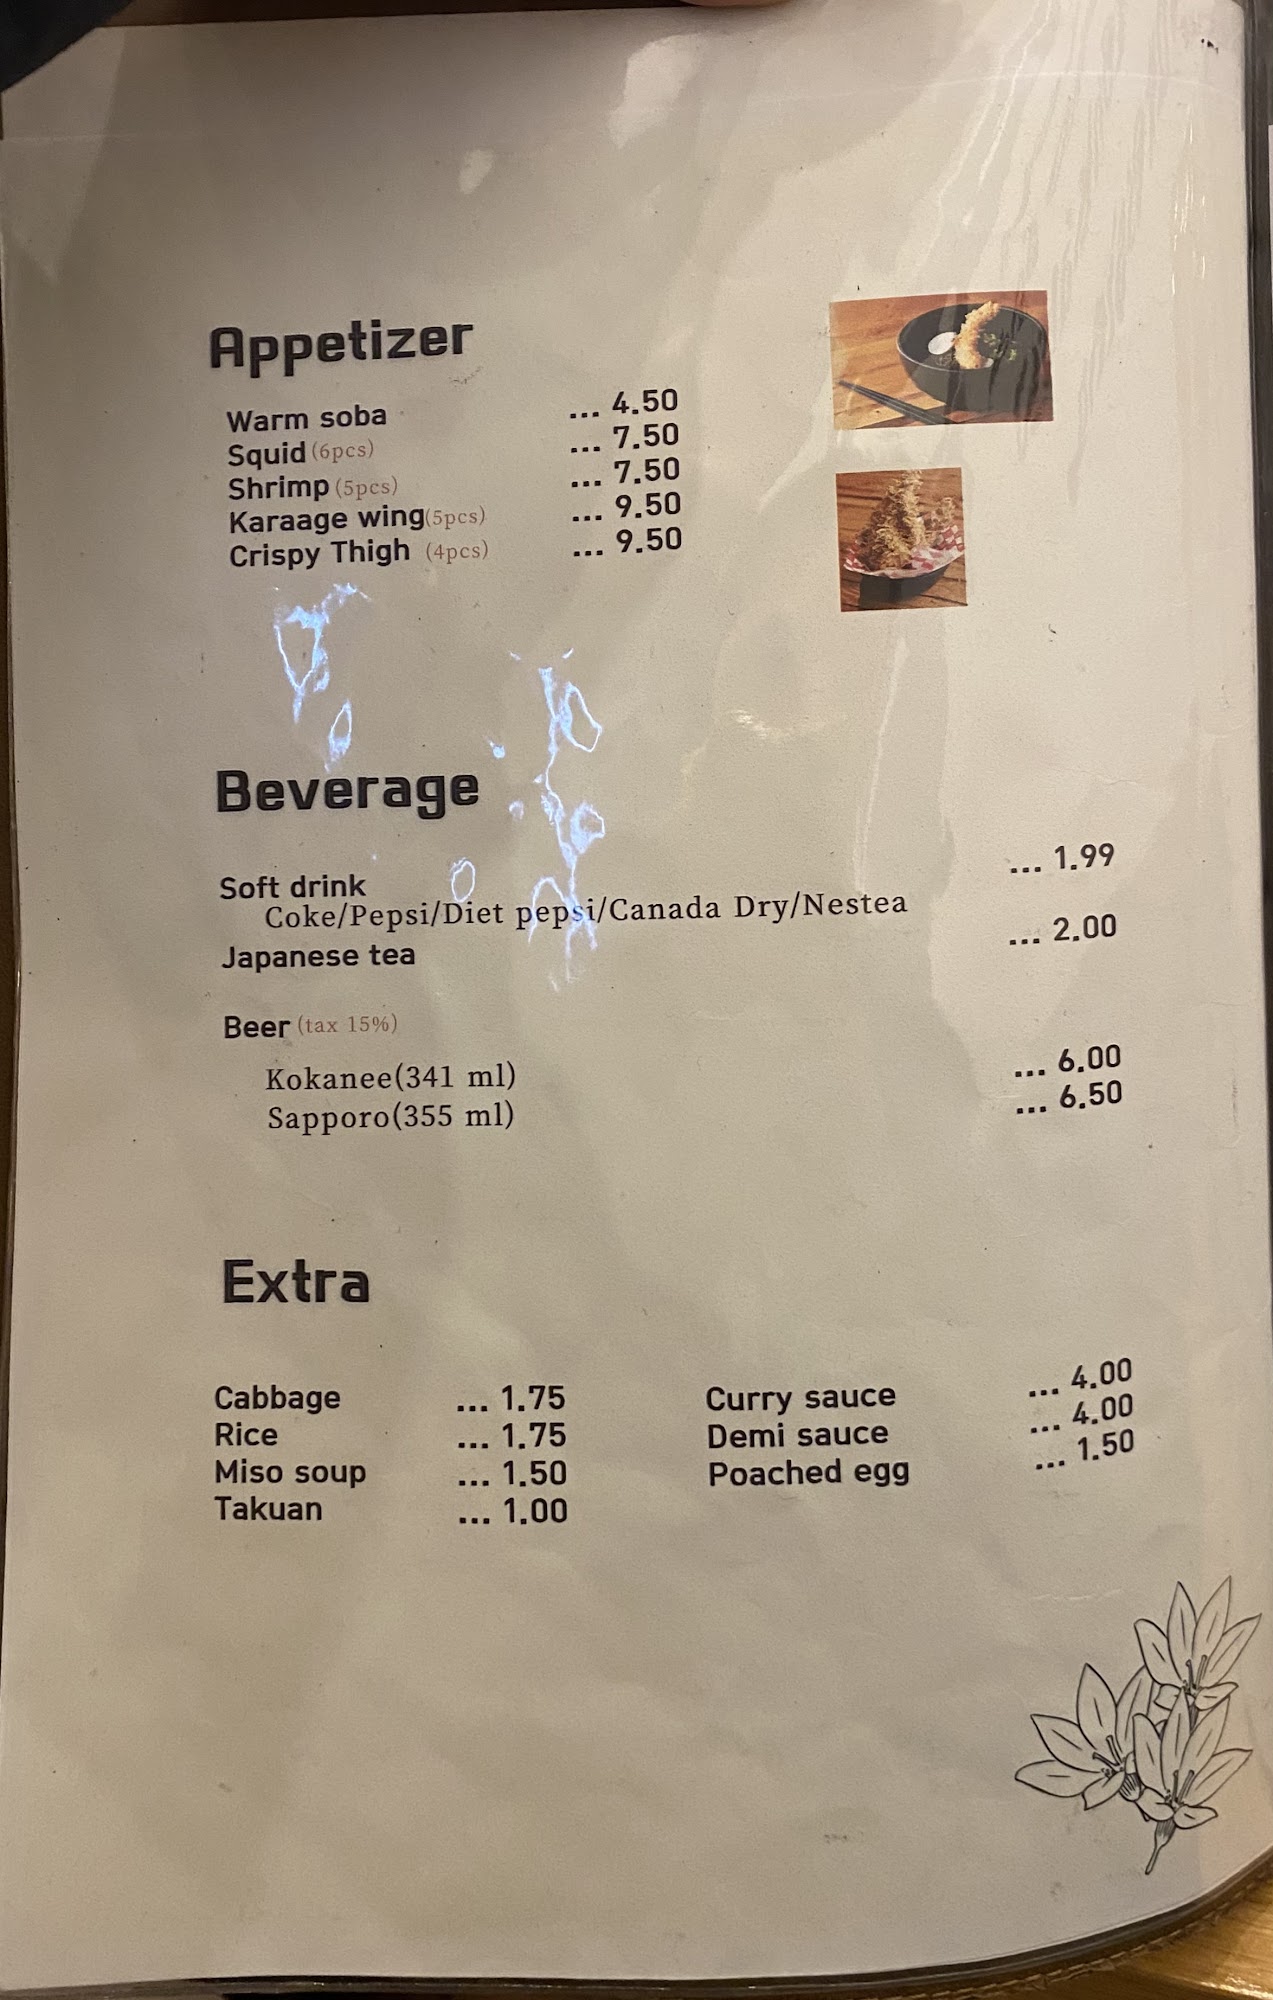 Appetizer
Warm soba ... 4.50
Squid (6pcs) ... 7.50
Shrimp (5pcs) ... 7.50
Karaage wing(5pcs) ... 9.50
Crispy Thigh (4pcs) ... 9.50
Beverage
Soft drink ... 1.99
Coke/Pepsi/Diet pepsi/Canada Dry/Nestea
Japanese tea ... 2.00
Beer (tax 15%)
Kokanee(341 ml) ... 6.00
Sapporo(355 ml) ... 6.50
Extra
Cabbage ... 1.75
Rice ... 1.75
Miso soup ... 1.50
Takuan ... 1.00
Curry sauce ... 4.00
Demi sauce ... 4.00
Poached egg ... 1.50